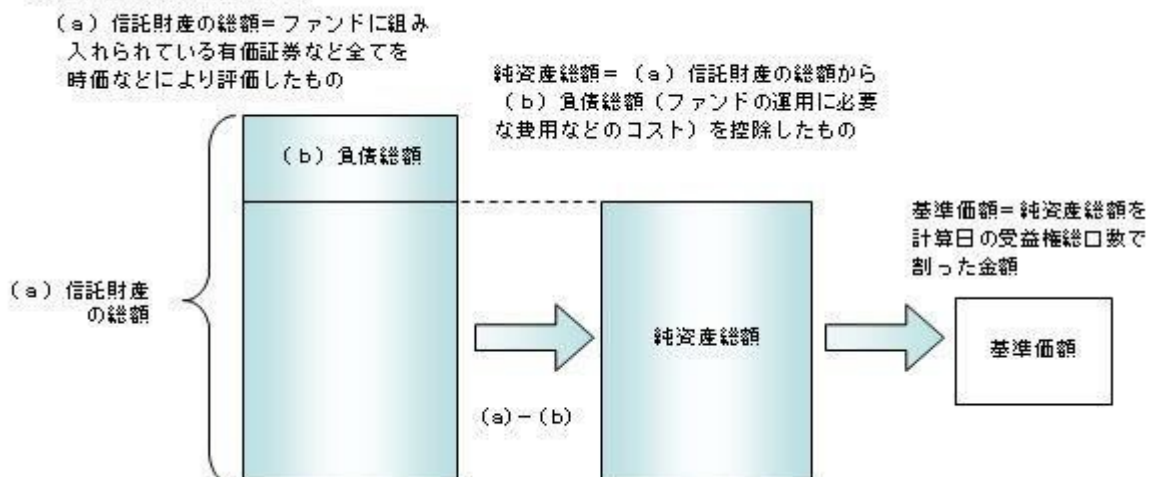 （a）信託財産の総額＝ファンドに組み
入れられている有価証券など全てを
時価などにより評価したもの
純資産総額＝（a）信託財産の総額から
（b）負債総額（ファンドの運用に必要
な費用などのコスト）を控除したもの
（b）負債総額
基準価額＝純資産総額を
計算日の受益権総口数で
割った金額
（a）信託財産
の総額
純資産総額
基準価額
（a）－（b）